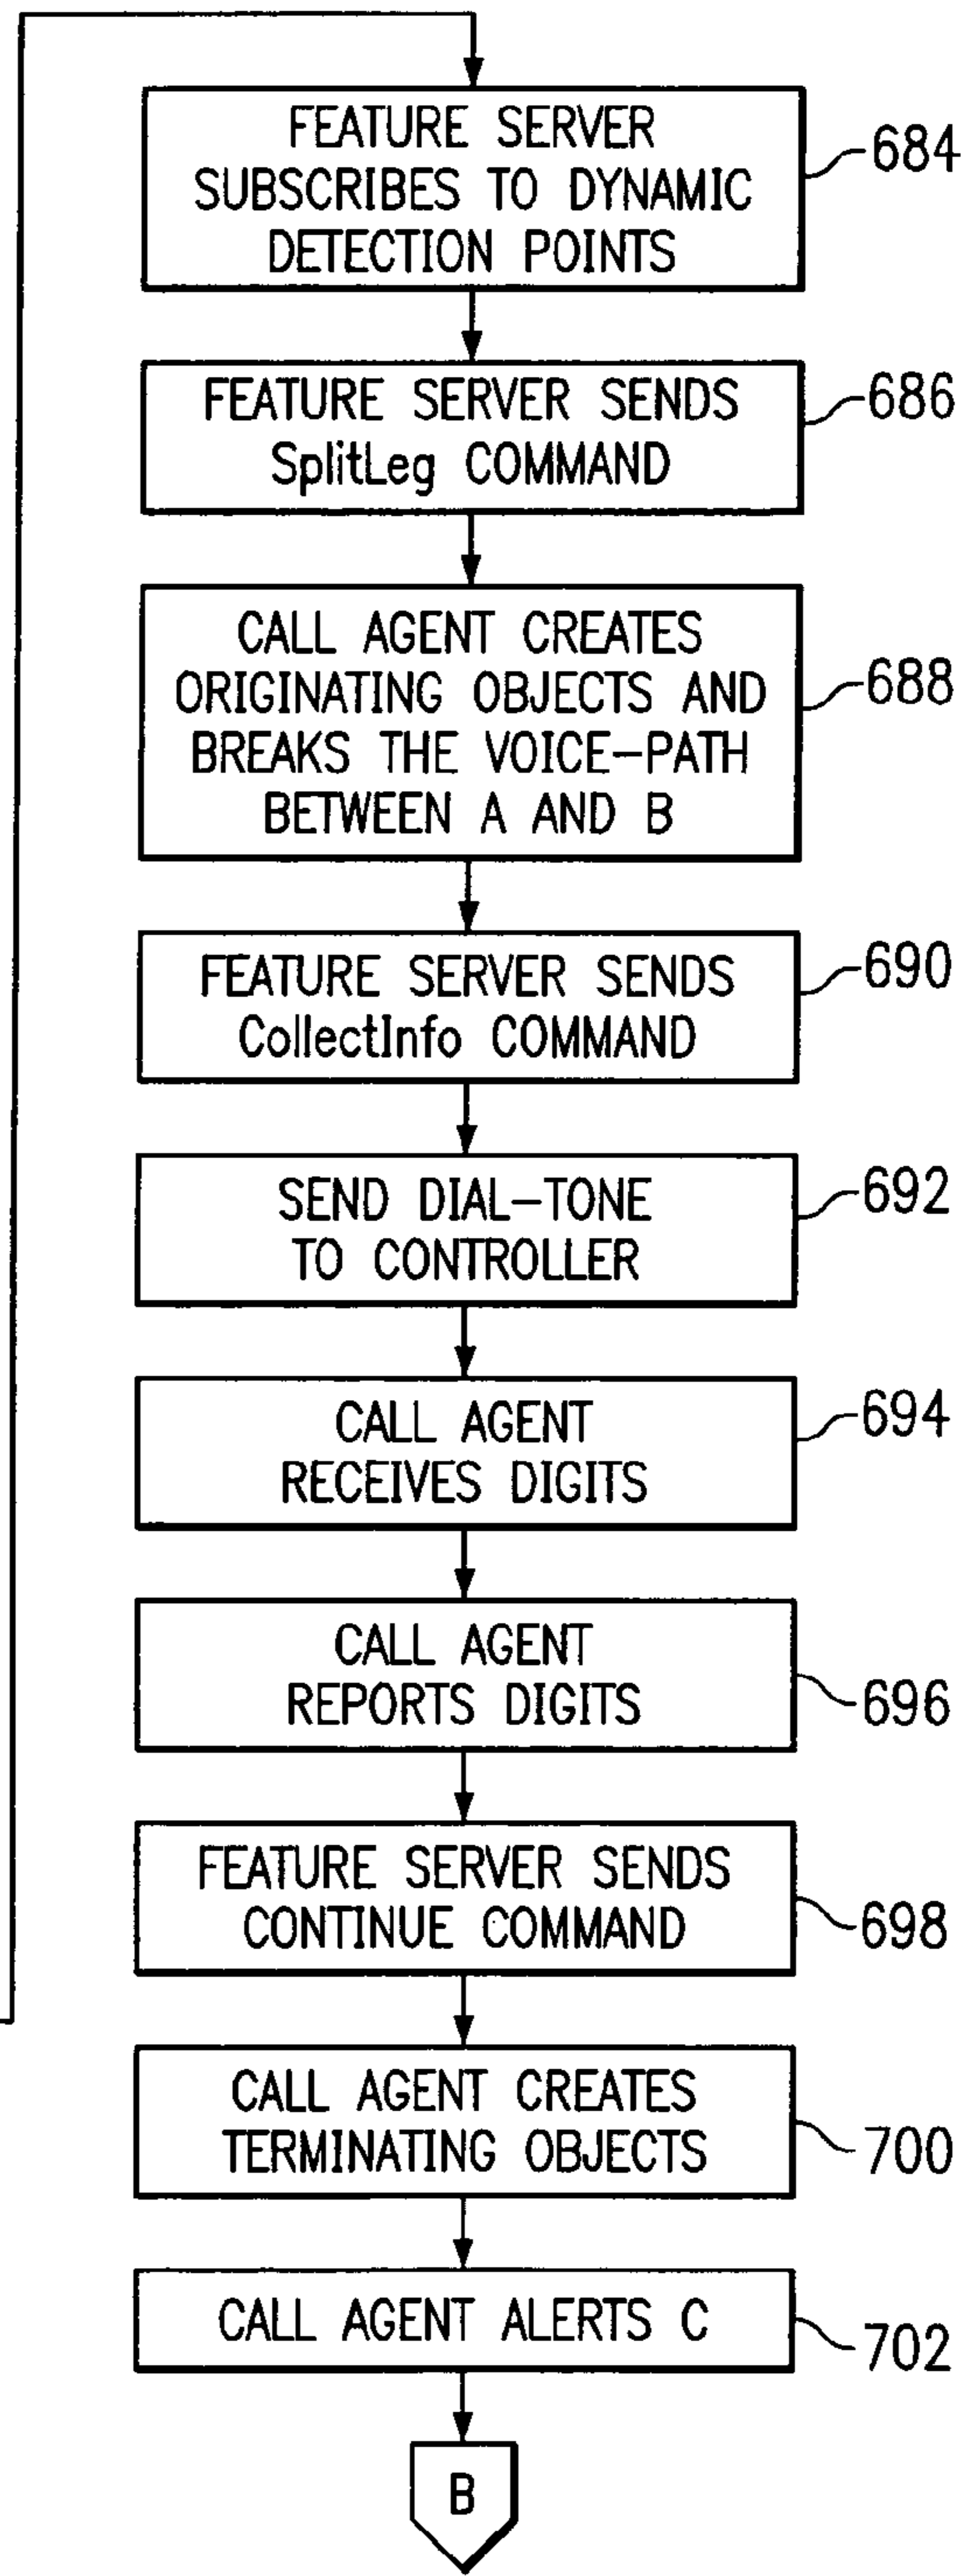 FEATURE SERVER
SUBSCRIBES TO DYNAMIC
DETECTION POINTS
684
FEATURE SERVER SENDS
SplitLeg COMMAND
686
CALL AGENT CREATES
ORIGINATING OBJECTS AND
BREAKS THE VOICE-PATH
BETWEEN A AND B
688
FEATURE SERVER SENDS
CollectInfo COMMAND
690
SEND DIAL-TONE
TO CONTROLLER
692
CALL AGENT
RECEIVES DIGITS
694
CALL AGENT
REPORTS DIGITS
696
FEATURE SERVER SENDS
CONTINUE COMMAND
698
CALL AGENT CREATES
TERMINATING OBJECTS
700
CALL AGENT ALERTS C
702
B